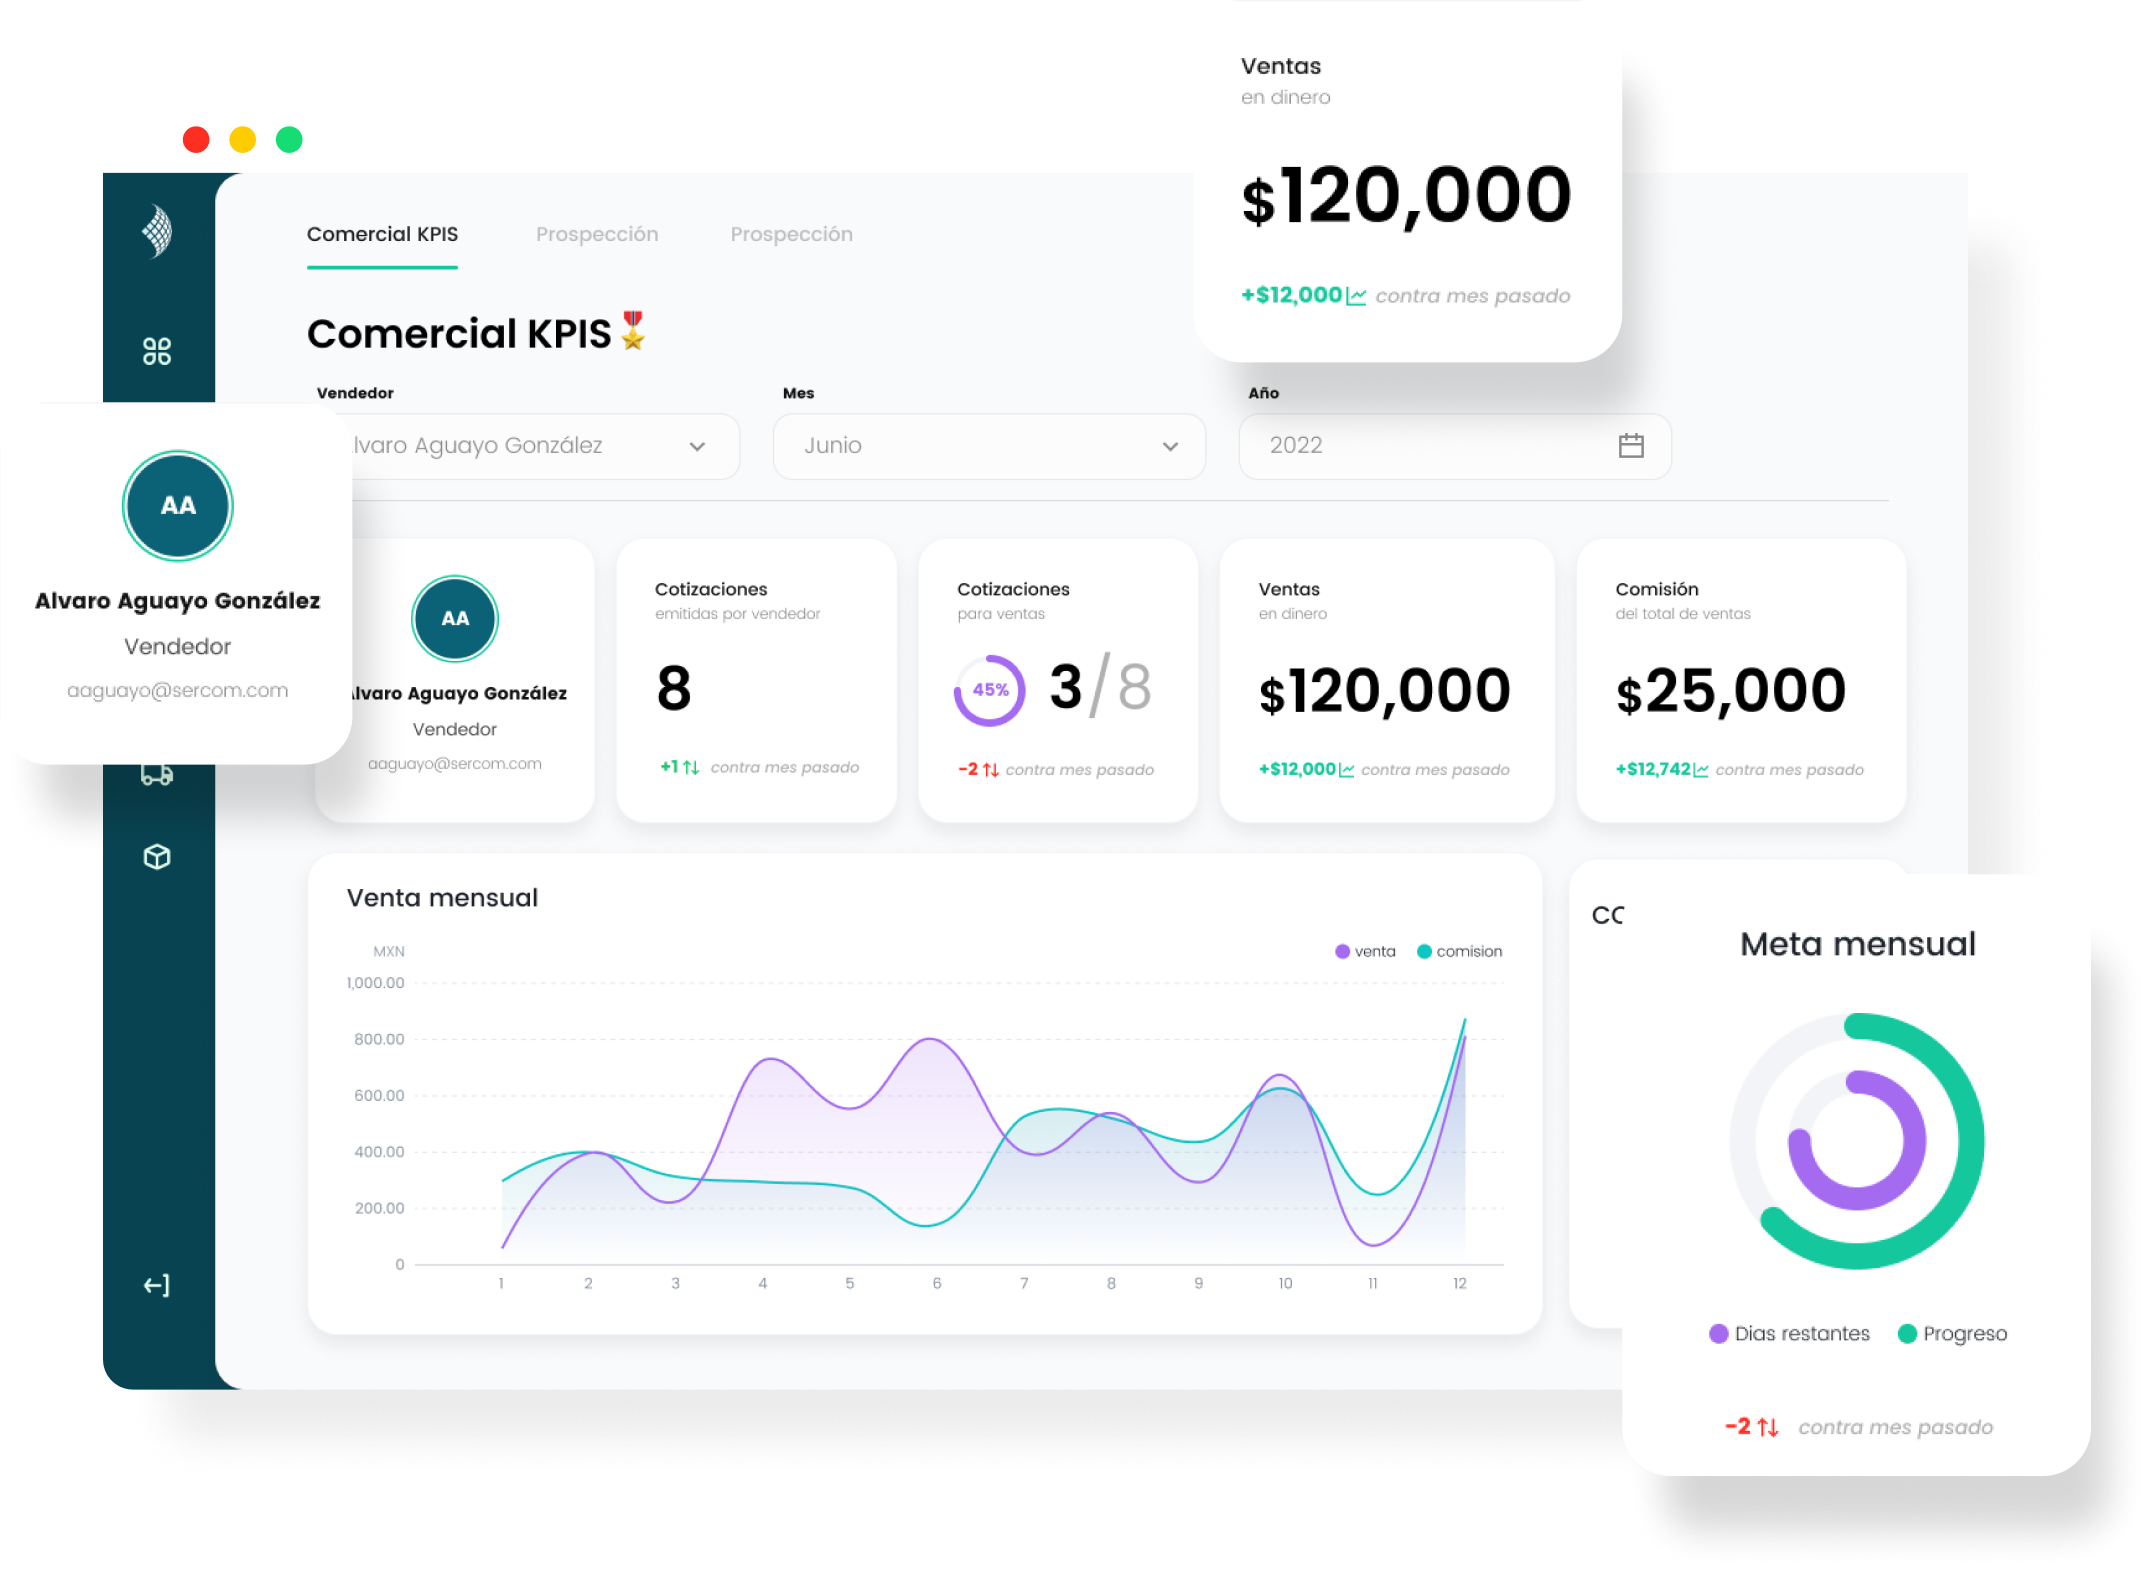 Ventas
en dinero
$120,000
+$12,000 contra mes pasado
Comercial KPIS Prospección Prospección
Comercial KPIS
Vendedor Mes Año
lvaro Aguayo González Junio 2022
AA
Alvaro Aguayo González
Vendedor
aaguayo@sercom.com
AA
lvaro Aguayo González
Vendedor
aaguayo@sercom.com
Cotizaciones
emitidas por vendedor
8
+1 contra mes pasado
Cotizaciones
para ventas
45% 3/8
-2 contra mes pasado
Ventas
en dinero
$120,000
+$12,000 contra mes pasado
Comisión
del total de ventas
$25,000
+$12,742 contra mes pasado
Venta mensual
MXN
venta comision
1,000.00
800.00
600.00
400.00
200.00
0
1 2 3 4 5 6 7 8 9 10 11 12
Meta mensual
Dias restantes Progreso
-2 contra mes pasado